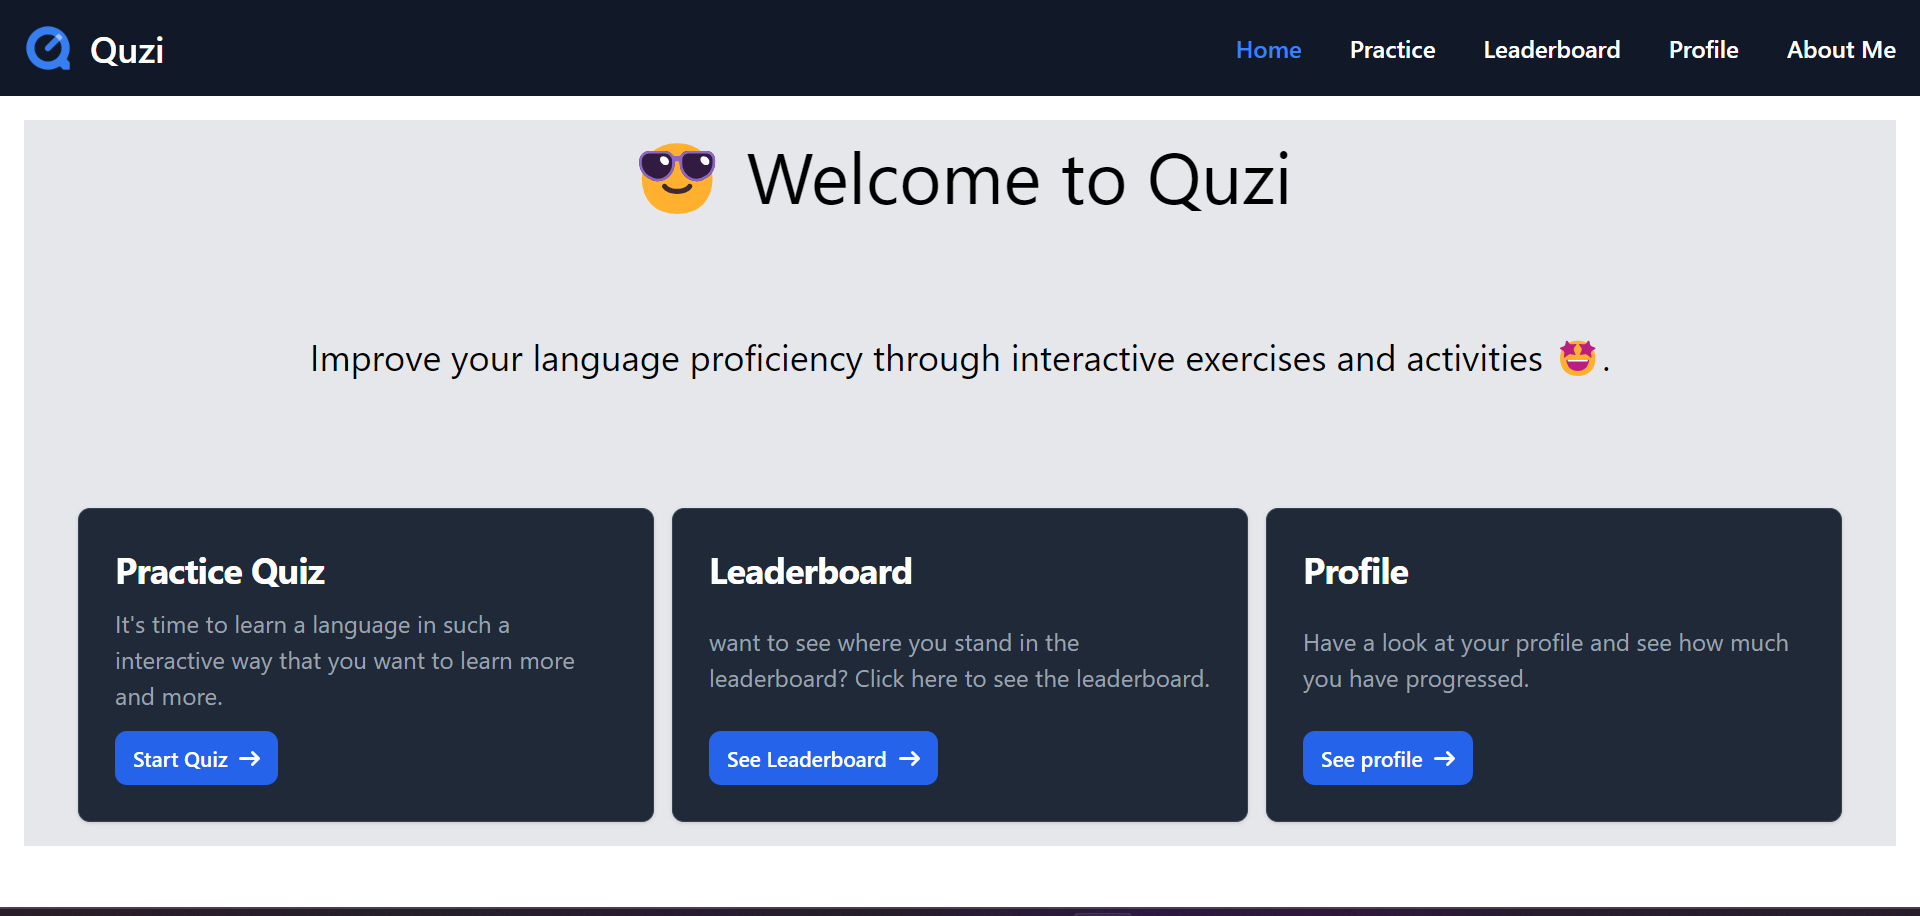 Quzi
Home Practice Leaderboard Profile About Me
😎 Welcome to Quzi
Improve your language proficiency through interactive exercises and activities 🤩.
Practice Quiz
It's time to learn a language in such a
interactive way that you want to learn more
and more.
Start Quiz →
Leaderboard
want to see where you stand in the
leaderboard? Click here to see the leaderboard.
See Leaderboard →
Profile
Have a look at your profile and see how much
you have progressed.
See profile →